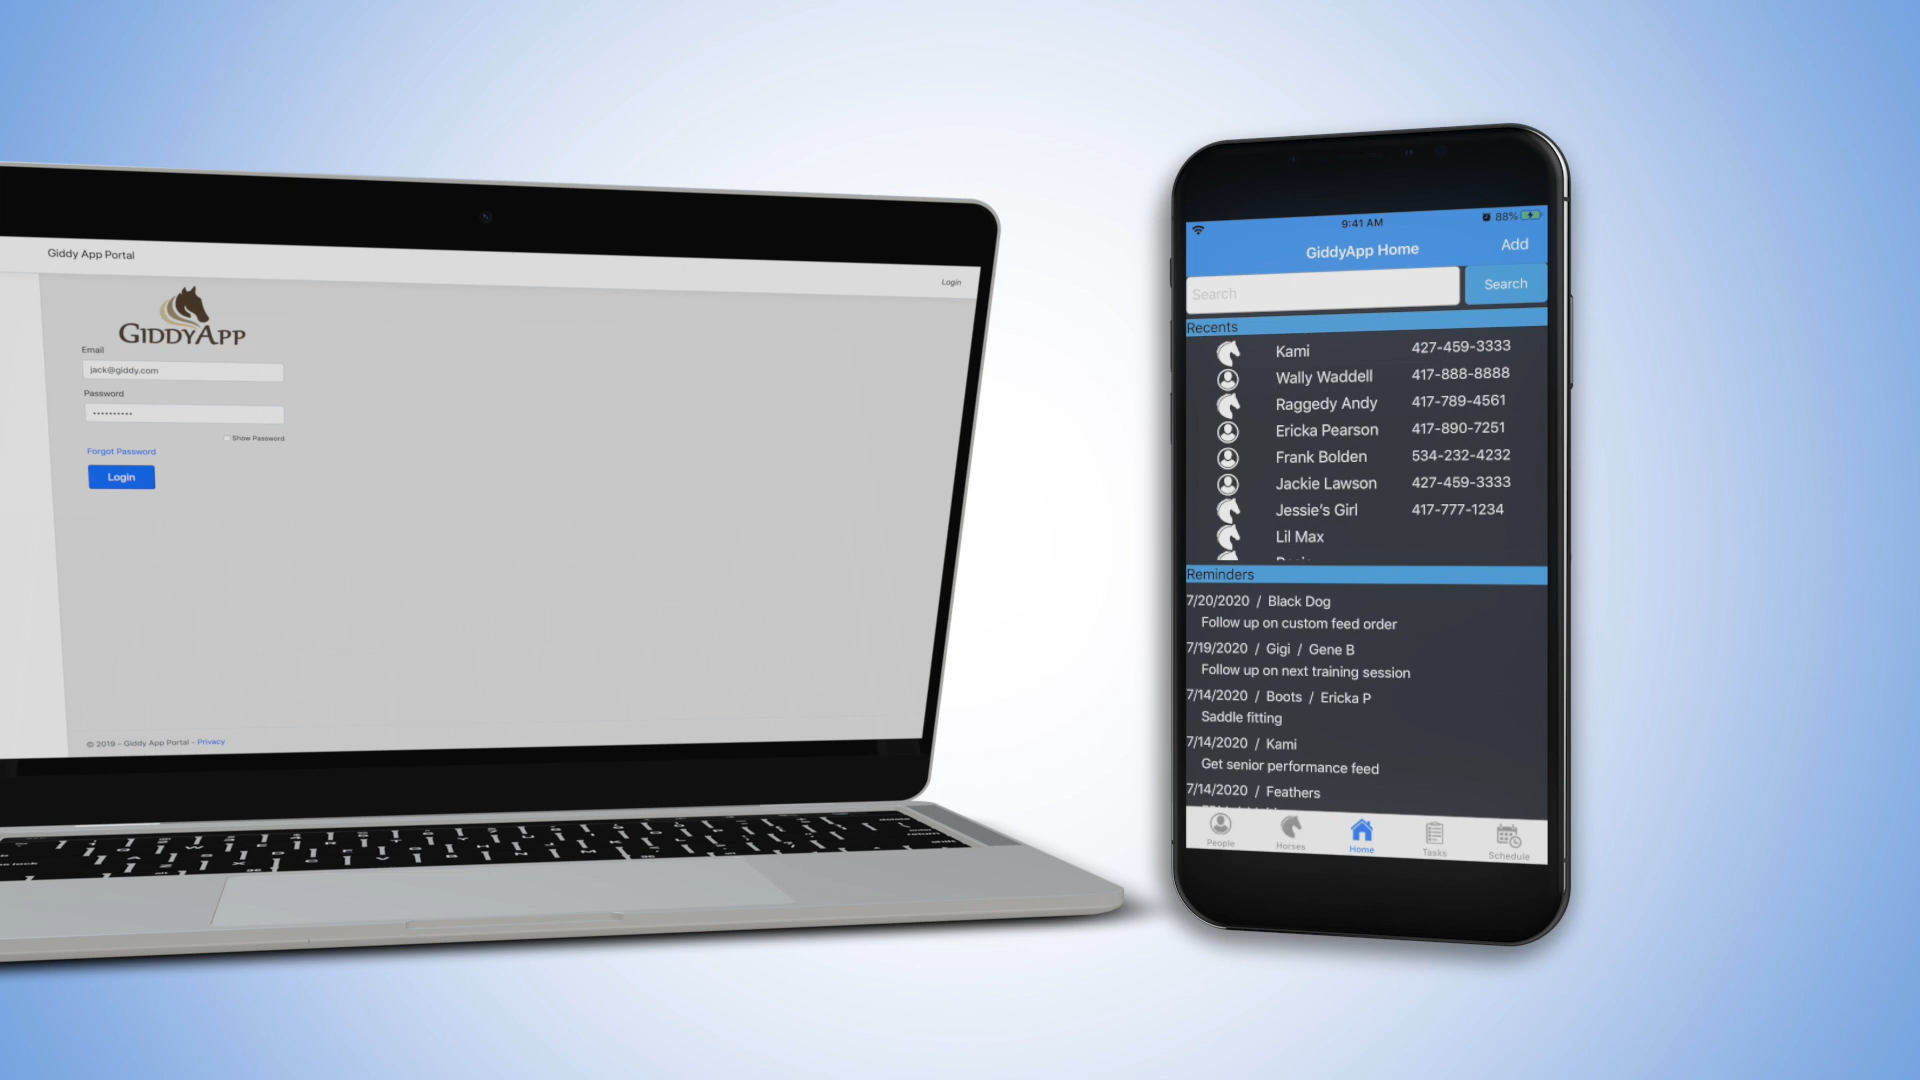 Giddy App Portal
Login
GIDDYAPP
Email
jack@giddy.com
Password
••••••••••
Show Password
Forgot Password
Login
© 2019 - Giddy App Portal - Privacy
9:41 AM
88%
GiddyApp Home
Add
Search
Search
Recents
Kami 427-459-3333
Wally Waddell 417-888-8888
Raggedy Andy 417-789-4561
Ericka Pearson 417-890-7251
Frank Bolden 534-232-4232
Jackie Lawson 427-459-3333
Jessie's Girl 417-777-1234
Lil Max
Reminders
7/20/2020 / Black Dog
Follow up on custom feed order
7/19/2020 / Gigi / Gene B
Follow up on next training session
7/14/2020 / Boots / Ericka P
Saddle fitting
7/14/2020 / Kami
Get senior performance feed
7/14/2020 / Feathers
People
Horses
Home
Tasks
Schedule